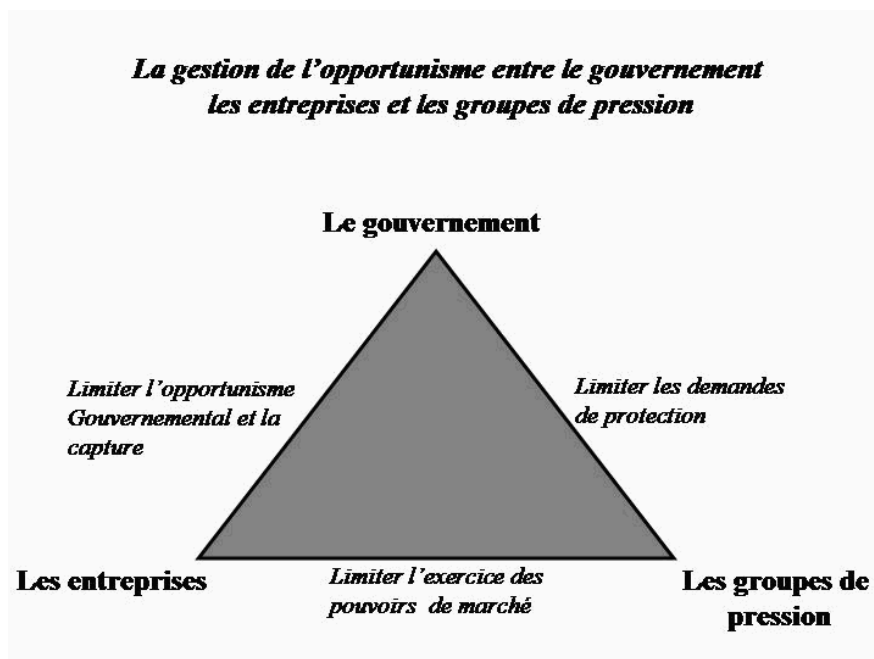 La gestion de l'opportunisme entre le gouvernement
les entreprises et les groupes de pression
Le gouvernement
Limiter l'opportunisme
Gouvernemental et la
capture
Limiter les demandes
de protection
Les entreprises
Limiter l'exercice des
pouvoirs de marché
Les groupes de
pression